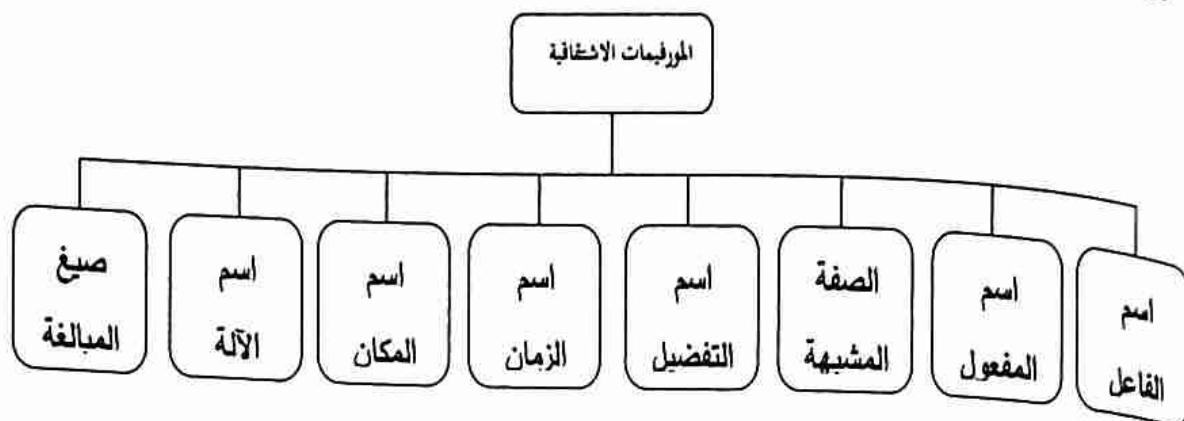 المورفيمات الاشتقاقية
اسم
الفاعل
اسم
المفعول
الصفة
المشبهة
اسم
التفضيل
اسم
الزمان
اسم
المكان
اسم
الآلة
صيغ
المبالغة